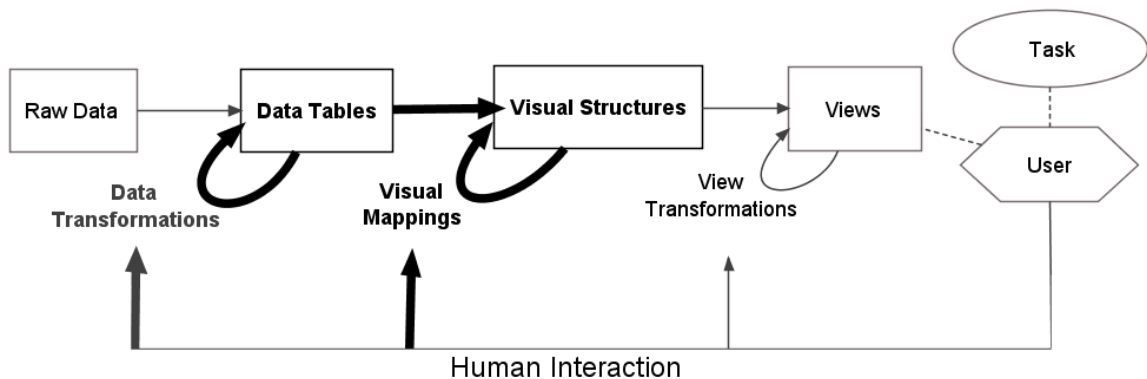 Task
Raw Data
Data Tables
Visual Structures
Views
User
Data
Transformations
Visual
Mappings
View
Transformations
Human Interaction